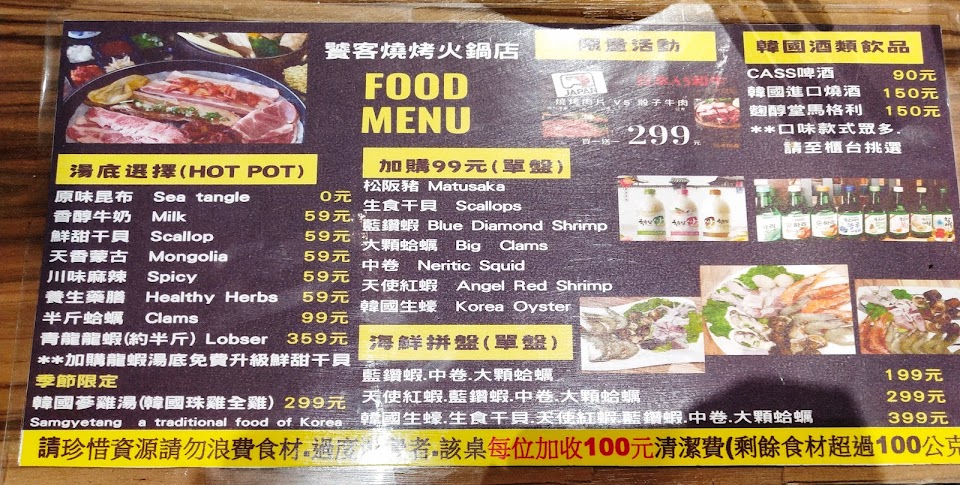 饕客燒烤火鍋店
FOOD
MENU
限量活動
JAPAN
燒烤肉片 VS 骰子牛肉
買一送一 299元
韓國酒類飲品
CASS啤酒 90元
韓國進口燒酒 150元
麴醇堂馬格利 150元
**口味款式眾多.
請至櫃台挑選
湯底選擇(HOT POT)
原味昆布 Sea tangle 0元
香醇牛奶 Milk 59元
鮮甜干貝 Scallop 59元
天香蒙古 Mongolia 59元
川味麻辣 Spicy 59元
養生藥膳 Healthy Herbs 59元
半斤蛤蠣 Clams 99元
青龍龍蝦(約半斤) Lobser 359元
**加購龍蝦湯底免費升級鮮甜干貝
季節限定
韓國蔘雞湯(韓國珠雞全雞) 299元
Samgyetang a traditional food of Korea
加購99元(單盤)
松阪豬 Matusaka
生食干貝 Scallops
藍鑽蝦 Blue Diamond Shrimp
大顆蛤蠣 Big Clams
中卷 Neritic Squid
天使紅蝦 Angel Red Shrimp
韓國生蠔 Korea Oyster
海鮮拼盤(單盤)
藍鑽蝦.中卷.大顆蛤蠣 199元
天使紅蝦.藍鑽蝦.中卷.大顆蛤蠣 299元
韓國生蠔.生食干貝.天使紅蝦.藍鑽蝦.中卷.大顆蛤蠣 399元
請珍惜資源請勿浪費食材.過度 者.該桌每位加收100元清潔費(剩餘食材超過100公克